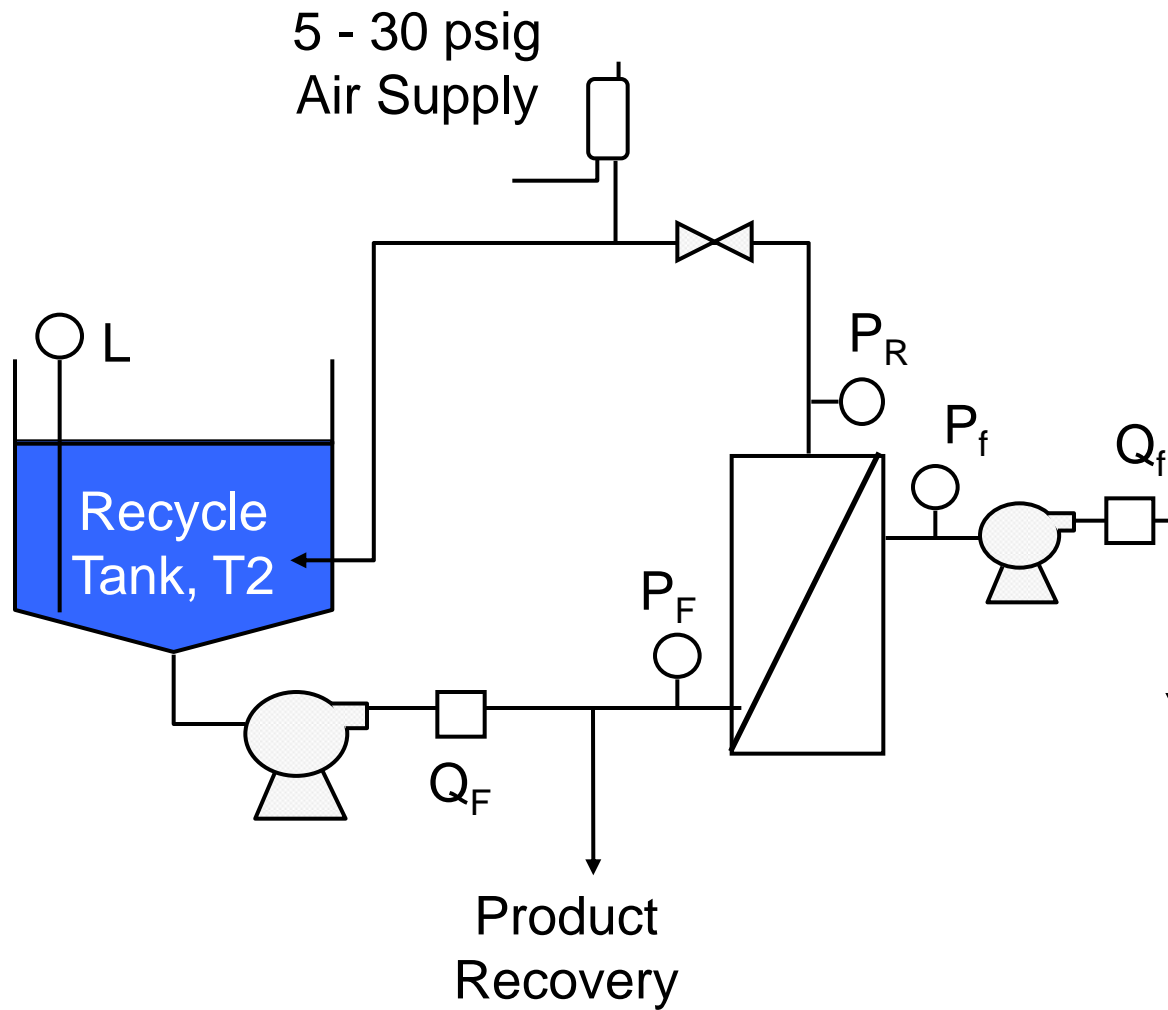 5 - 30 psig
Air Supply
L
P_R
P_f
Q_f
Recycle
Tank, T2
P_F
Q_F
Product
Recovery